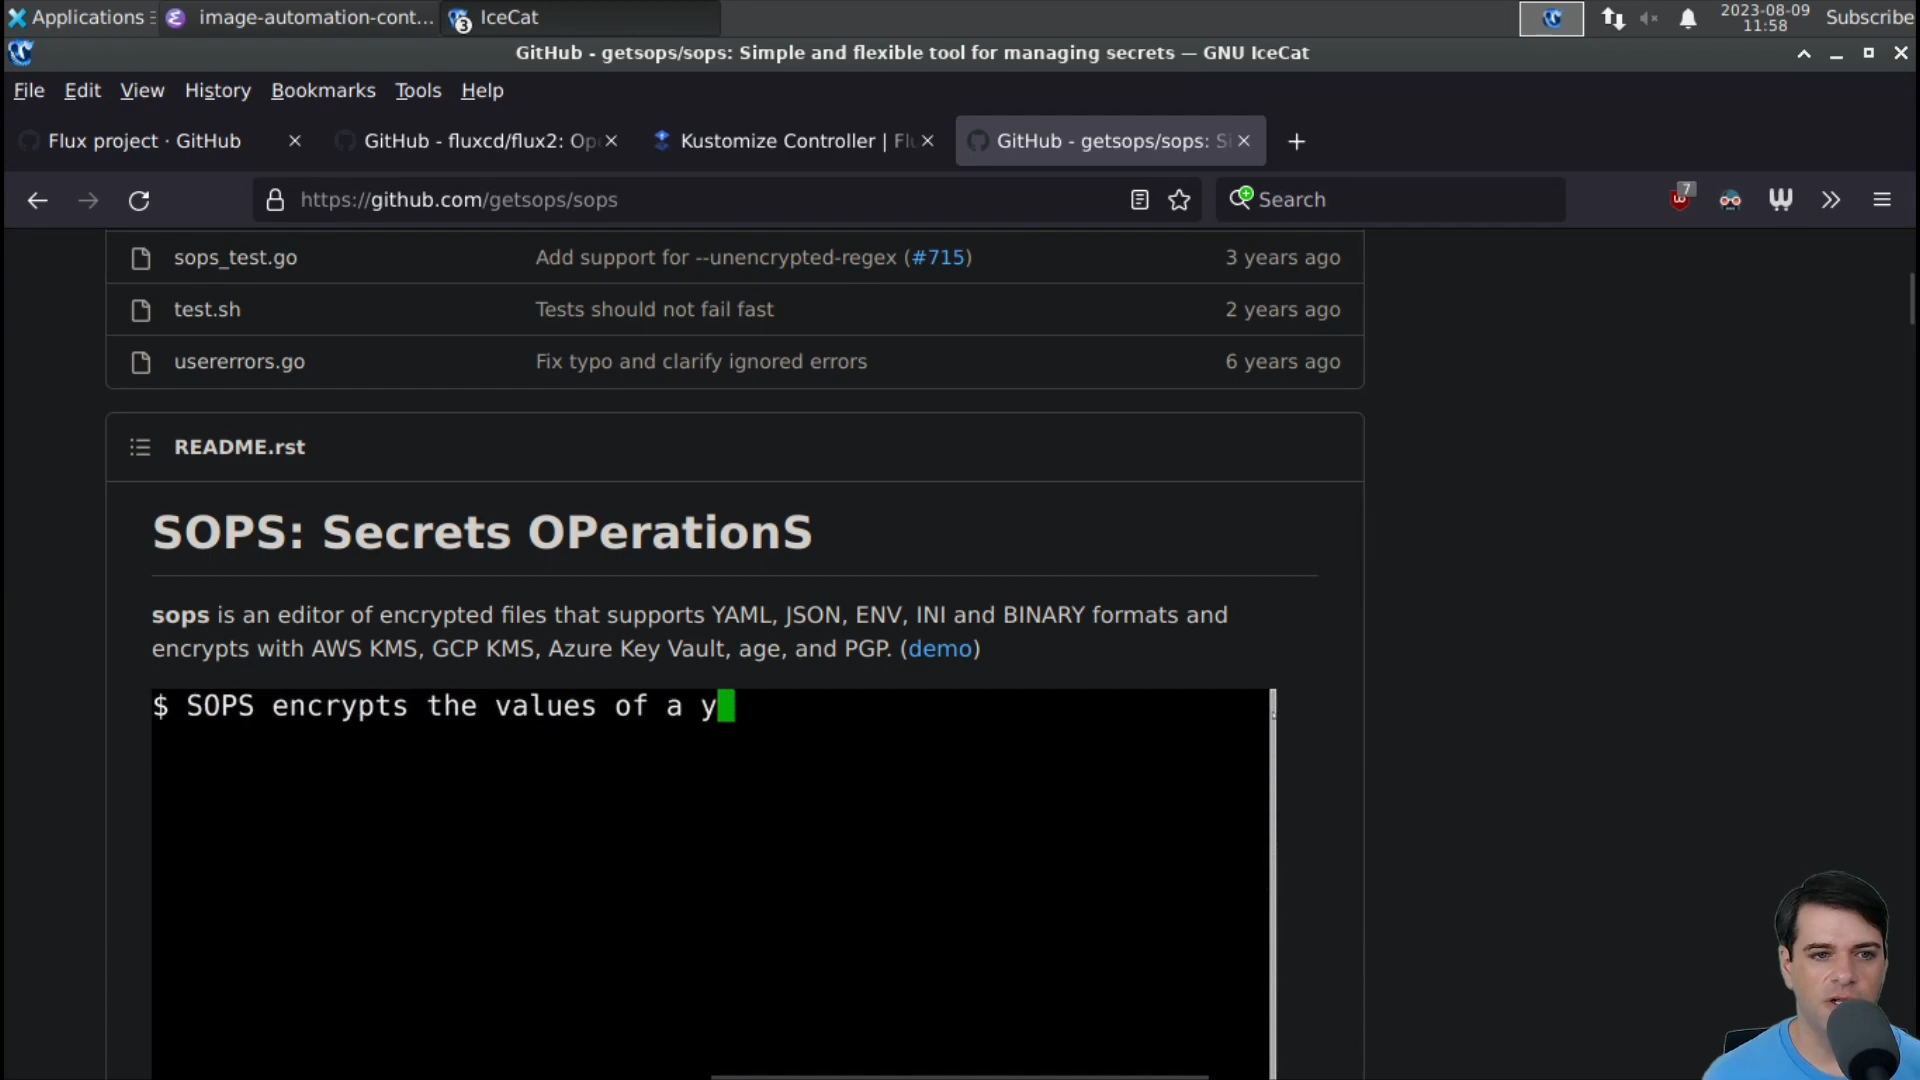 Applications
image-automation-cont...
3
IceCat
2023-08-09
11:58
Subscribe
GitHub - getsops/sops: Simple and flexible tool for managing secrets — GNU IceCat
File Edit View History Bookmarks Tools Help
Flux project · GitHub
GitHub - fluxcd/flux2: Op
Kustomize Controller | Flu
GitHub - getsops/sops: Si
https://github.com/getsops/sops
Search
7
sops_test.go Add support for --unencrypted-regex (#715) 3 years ago
test.sh Tests should not fail fast 2 years ago
usererrors.go Fix typo and clarify ignored errors 6 years ago
README.rst
SOPS: Secrets OPerationS
sops is an editor of encrypted files that supports YAML, JSON, ENV, INI and BINARY formats and
encrypts with AWS KMS, GCP KMS, Azure Key Vault, age, and PGP. (demo)
$ SOPS encrypts the values of a y